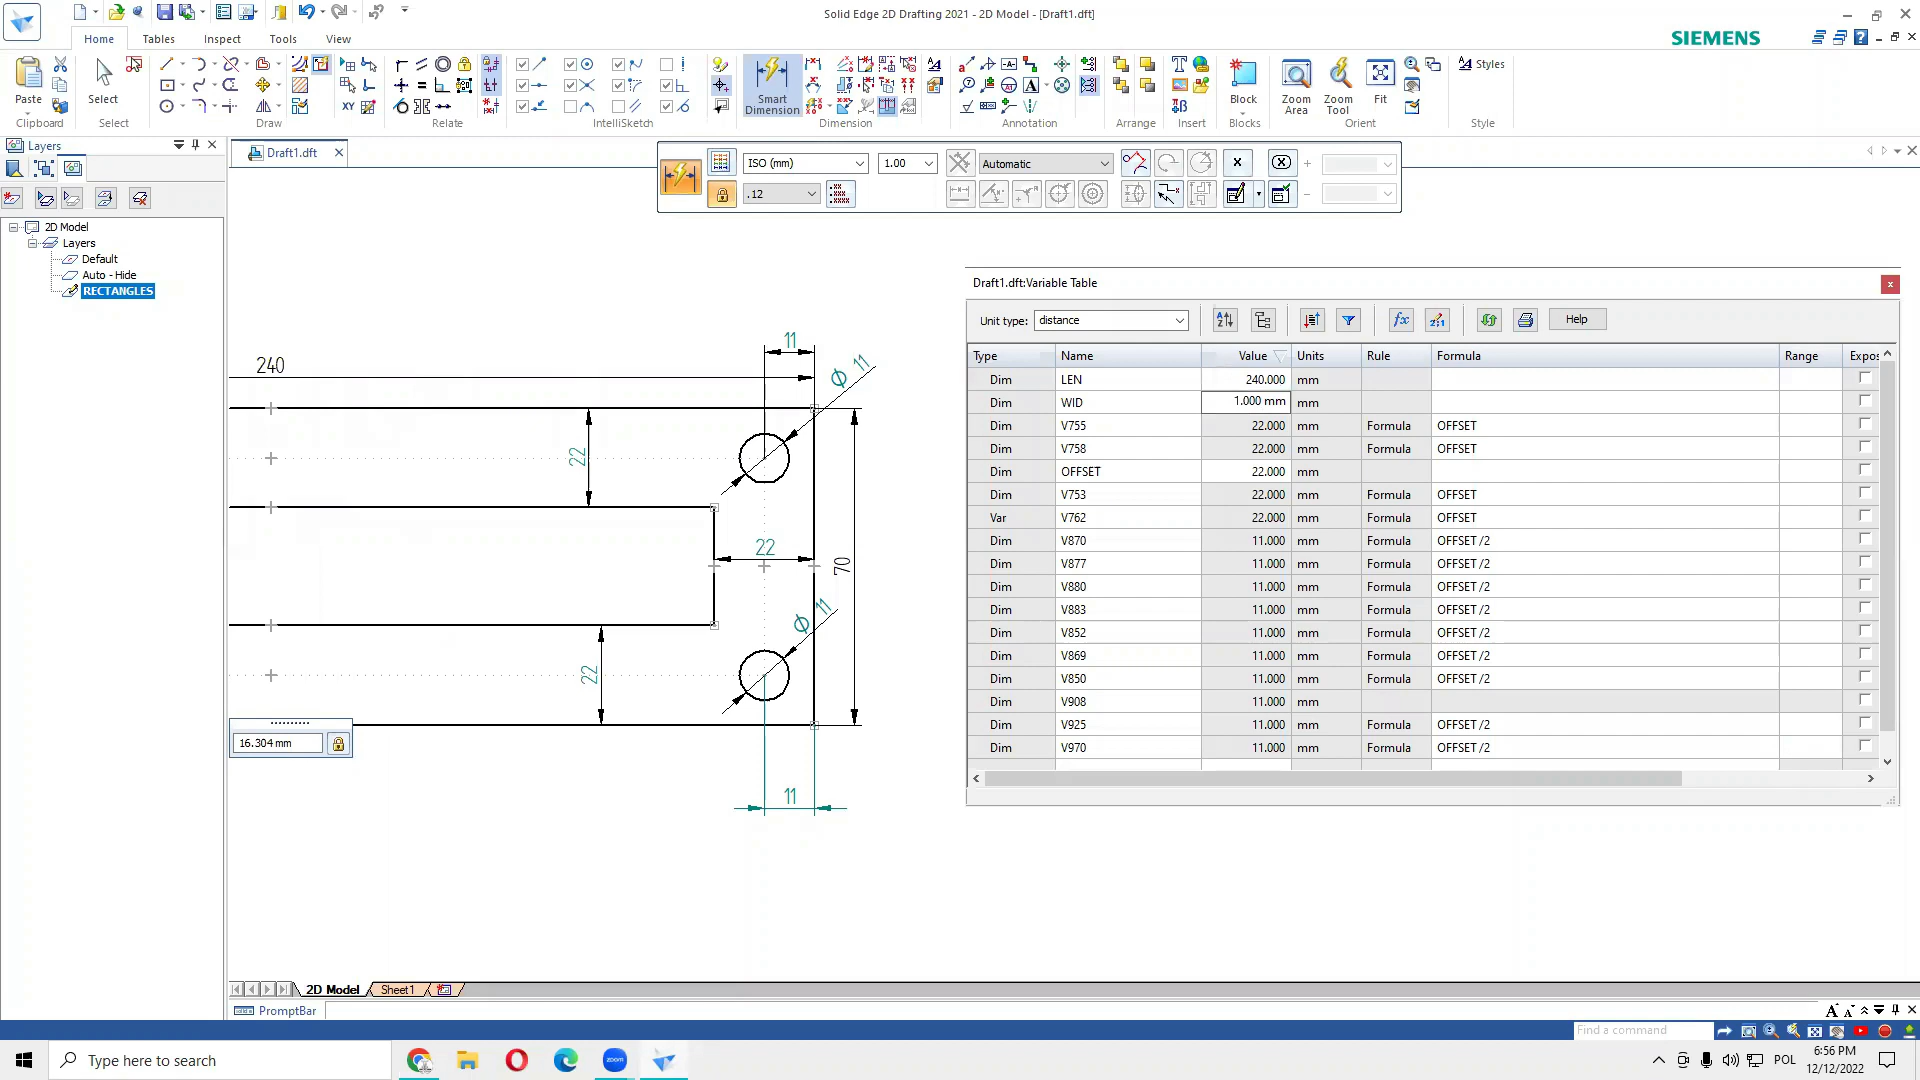 Solid Edge 2D Drafting 2021 - 2D Model - [Draft1.dft]
Home Tables Inspect Tools View
SIEMENS
Paste
Clipboard
Select
Select
Draw
XY
Relate
IntelliSketch
Smart Dimension
Dimension
Annotation
Arrange
Insert
Block
Blocks
Zoom Area
Zoom Tool
Fit
Orient
Styles
Style
Layers
Draft1.dft
ISO (mm)
1.00
Automatic
.12
2D Model
Layers
Default
Auto - Hide
RECTANGLES
240
11
Φ 11
22
22
70
Φ 11
22
11
16.304 mm
Draft1.dft:Variable Table
Unit type: distance
fx
Help
Type Name Value Units Rule Formula Range Expos
Dim LEN 240.000 mm
Dim WID 1.000 mm mm
Dim V755 22.000 mm Formula OFFSET
Dim V758 22.000 mm Formula OFFSET
Dim OFFSET 22.000 mm
Dim V753 22.000 mm Formula OFFSET
Var V762 22.000 mm Formula OFFSET
Dim V870 11.000 mm Formula OFFSET /2
Dim V877 11.000 mm Formula OFFSET /2
Dim V880 11.000 mm Formula OFFSET /2
Dim V883 11.000 mm Formula OFFSET /2
Dim V852 11.000 mm Formula OFFSET /2
Dim V869 11.000 mm Formula OFFSET /2
Dim V850 11.000 mm Formula OFFSET /2
Dim V908 11.000 mm
Dim V925 11.000 mm Formula OFFSET /2
Dim V970 11.000 mm Formula OFFSET /2
2D Model Sheet1
PromptBar
Find a command
Type here to search
zoom
POL
6:56 PM
12/12/2022